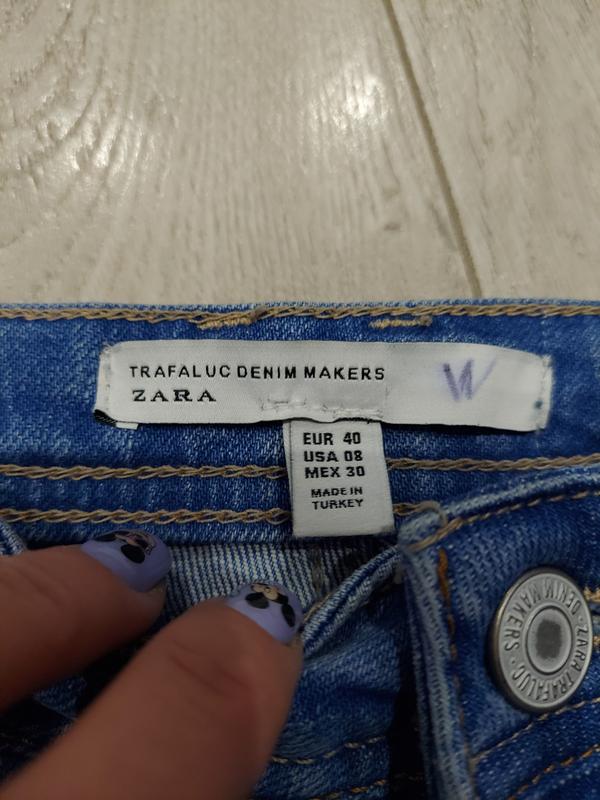 TRAFALUC DENIM MAKERS
ZARA
W
EUR 40
USA 08
MEX 30
MADE IN
TURKEY
DENIM MAKERS · ZARA TRAFALUC ·